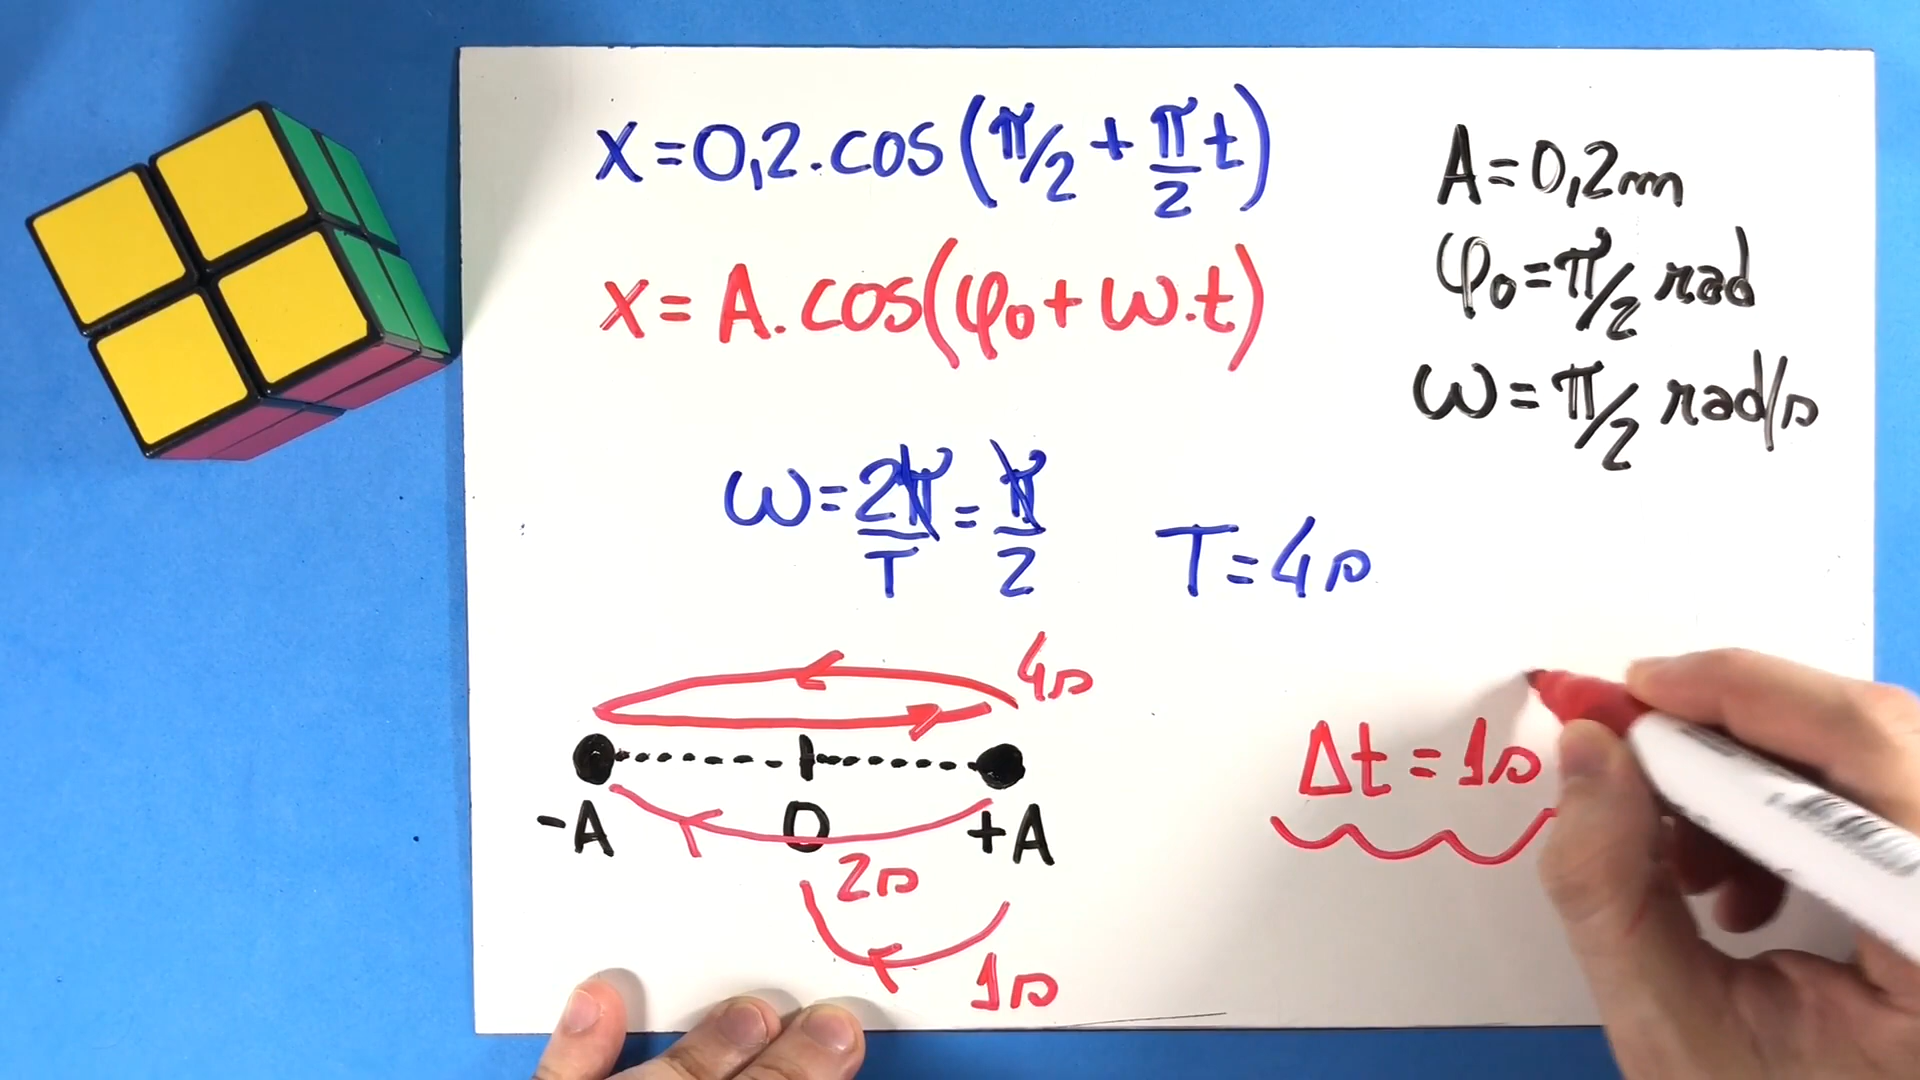 x=0,2.cos(π/2+π/2t)
x=A.cos(φ₀+ω.t)
A=0,2m
φ₀=π/2 rad
ω=π/2 rad/s
ω=2π/T=π/2
T=4s
4s
-A O +A
2s
1s
Δt=1s